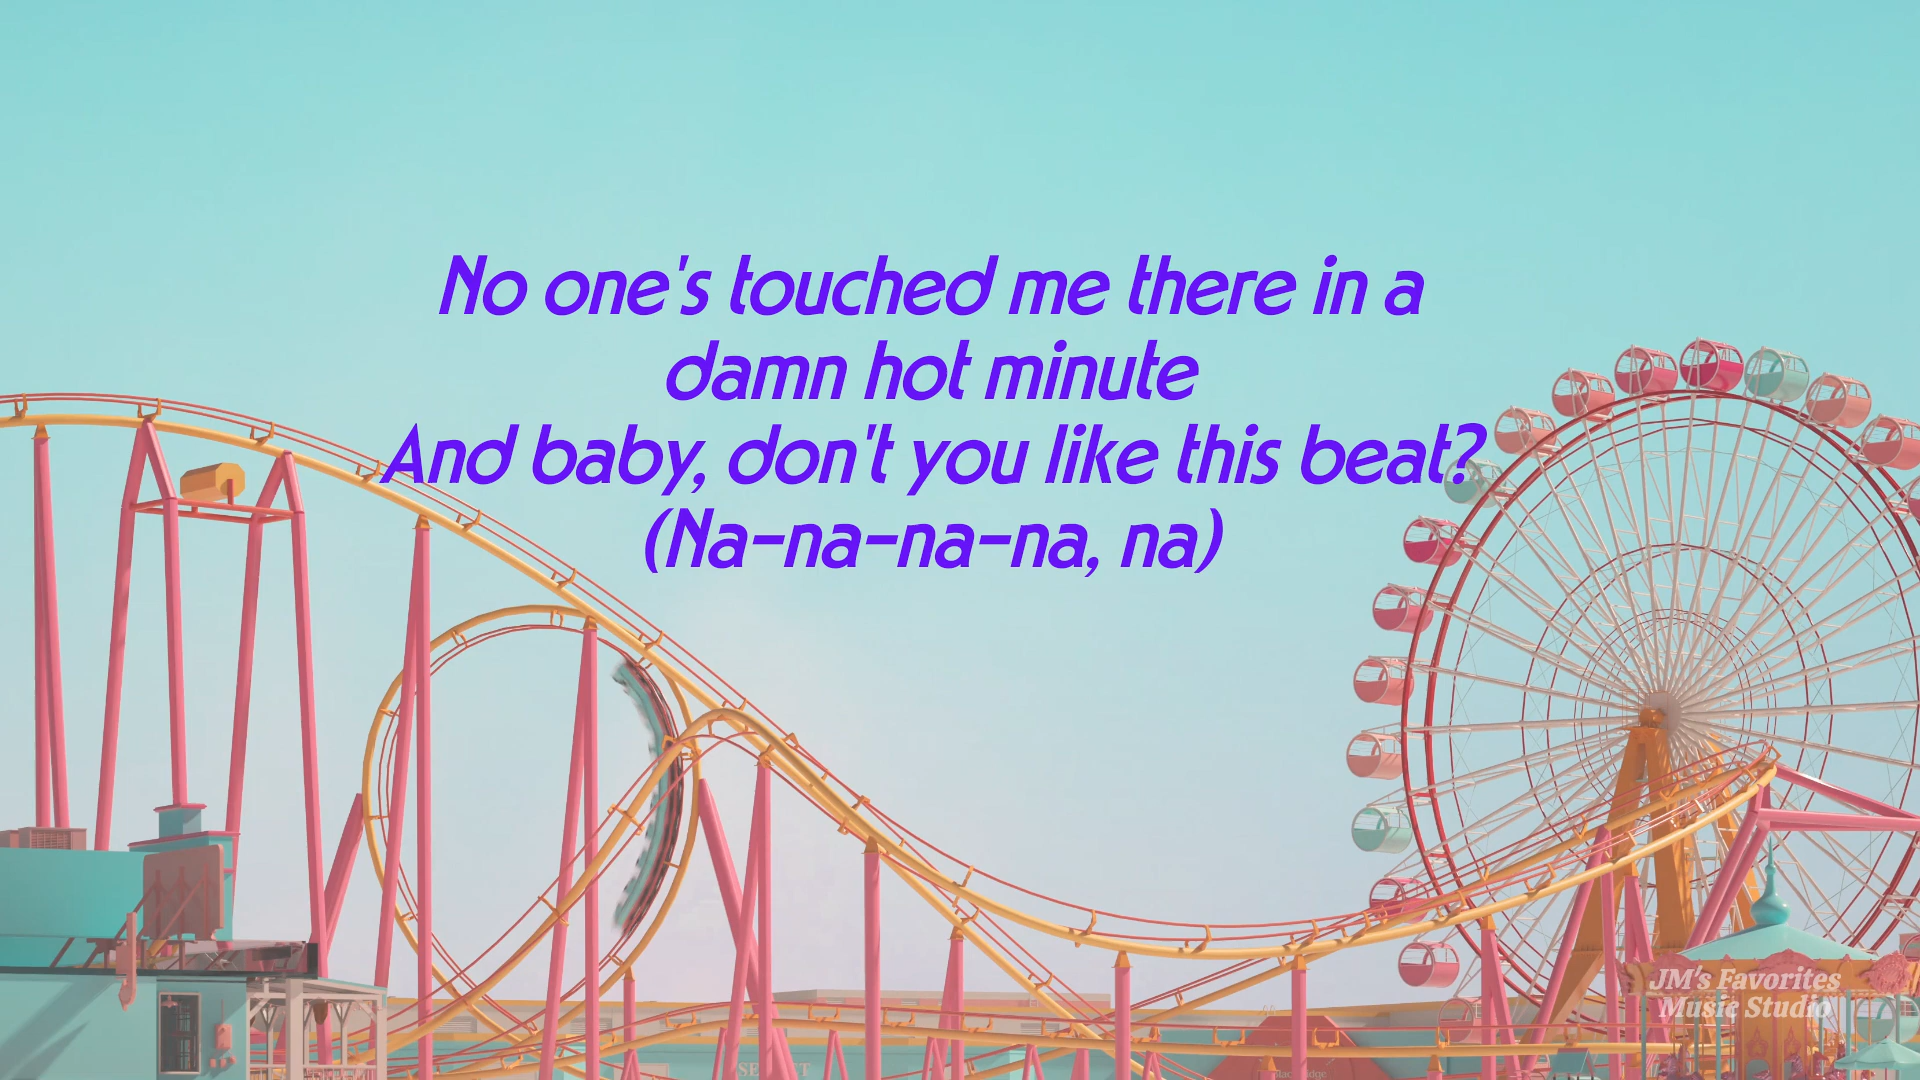 No one's touched me there in a
damn hot minute
And baby, don't you like this beat?
(Na-na-na-na, na)
JM's Favorites
Music Studio